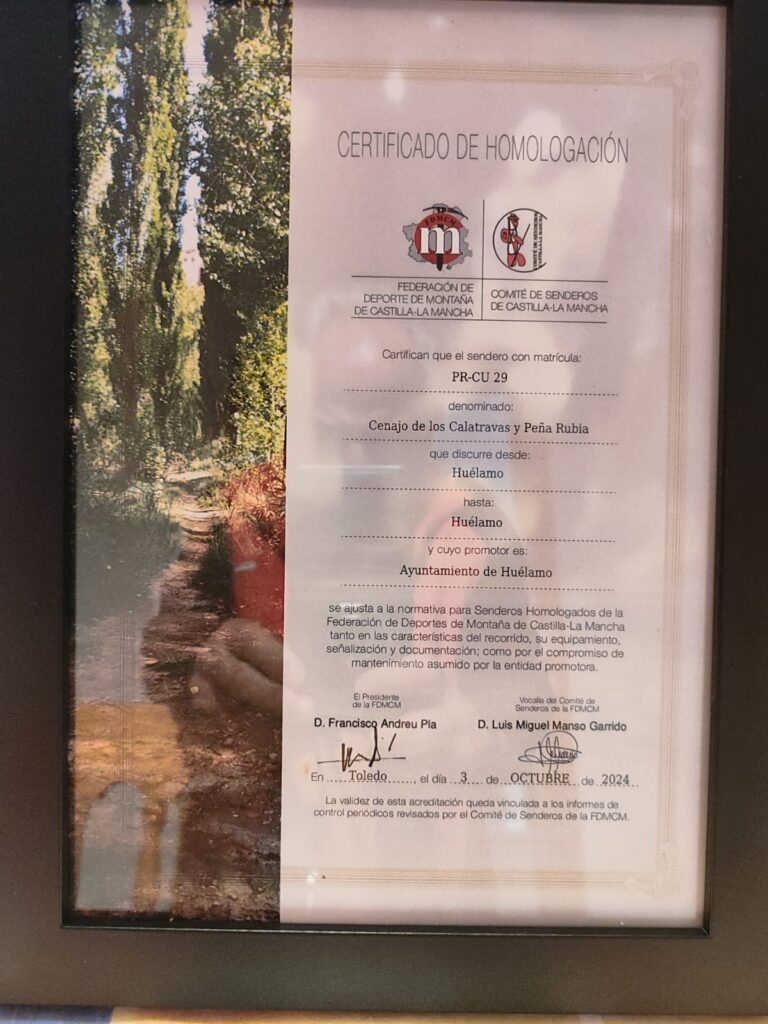 CERTIFICADO DE HOMOLOGACIÓN
FDMCM
m
COMITÉ DE SENDEROS
CASTILLA-LA MANCHA
FEDERACIÓN DE
DEPORTE DE MONTAÑA
DE CASTILLA-LA MANCHA
COMITÉ DE SENDEROS
DE CASTILLA-LA MANCHA
Certifican que el sendero con matrícula:
PR-CU 29
denominado:
Cenajo de los Calatravas y Peña Rubia
que discurre desde:
Huélamo
hasta:
Huélamo
y cuyo promotor es:
Ayuntamiento de Huélamo
se ajusta a la normativa para Senderos Homologados de la
Federación de Deportes de Montaña de Castilla-La Mancha
tanto en las características del recorrido, su equipamiento,
señalización y documentación; como por el compromiso de
mantenimiento asumido por la entidad promotora.
El Presidente
de la FDMCM
D. Francisco Andreu Pla
Vocalía del Comité de
Senderos de la FDMCM
D. Luis Miguel Manso Garrido
En Toledo, el día 3 de OCTUBRE de 2024
La validez de esta acreditación queda vinculada a los informes de
control periódicos revisados por el Comité de Senderos de la FDMCM.